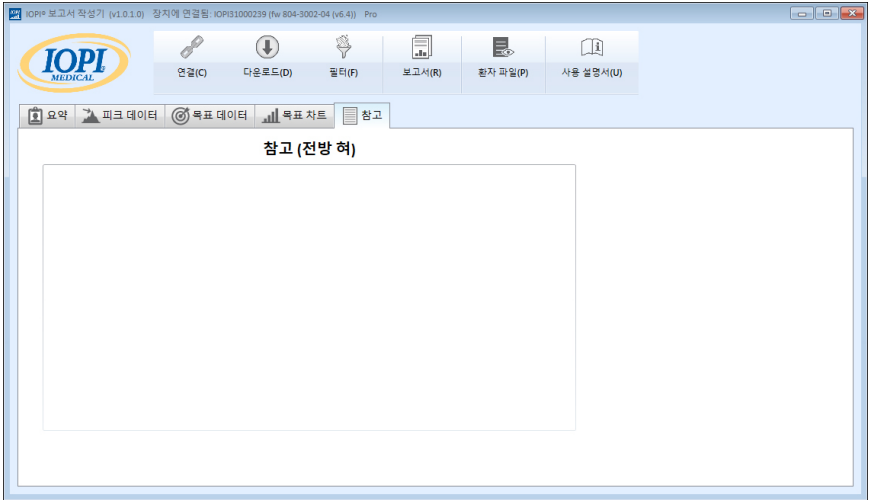 IOPI® 보고서 작성기 (v1.0.1.0) 장치에 연결됨: IOPI31000239 (fw 804-3002-04 (v6.4)) Pro
IOPI
MEDICAL
연결(C) 다운로드(D) 필터(F) 보고서(R) 환자 파일(P) 사용 설명서(U)
요약 피크 데이터 목표 데이터 목표 차트 참고
참고 (전방 혀)